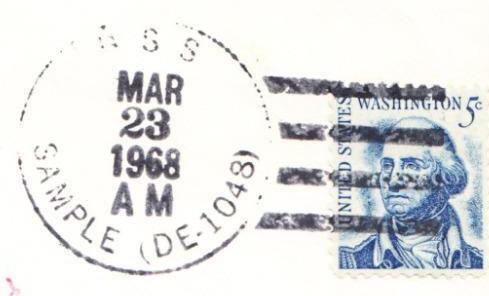 USS
MAR
23
1968
AM
SAMPLE (DE-1048)
WASHINGTON 5c
UNITED STATES